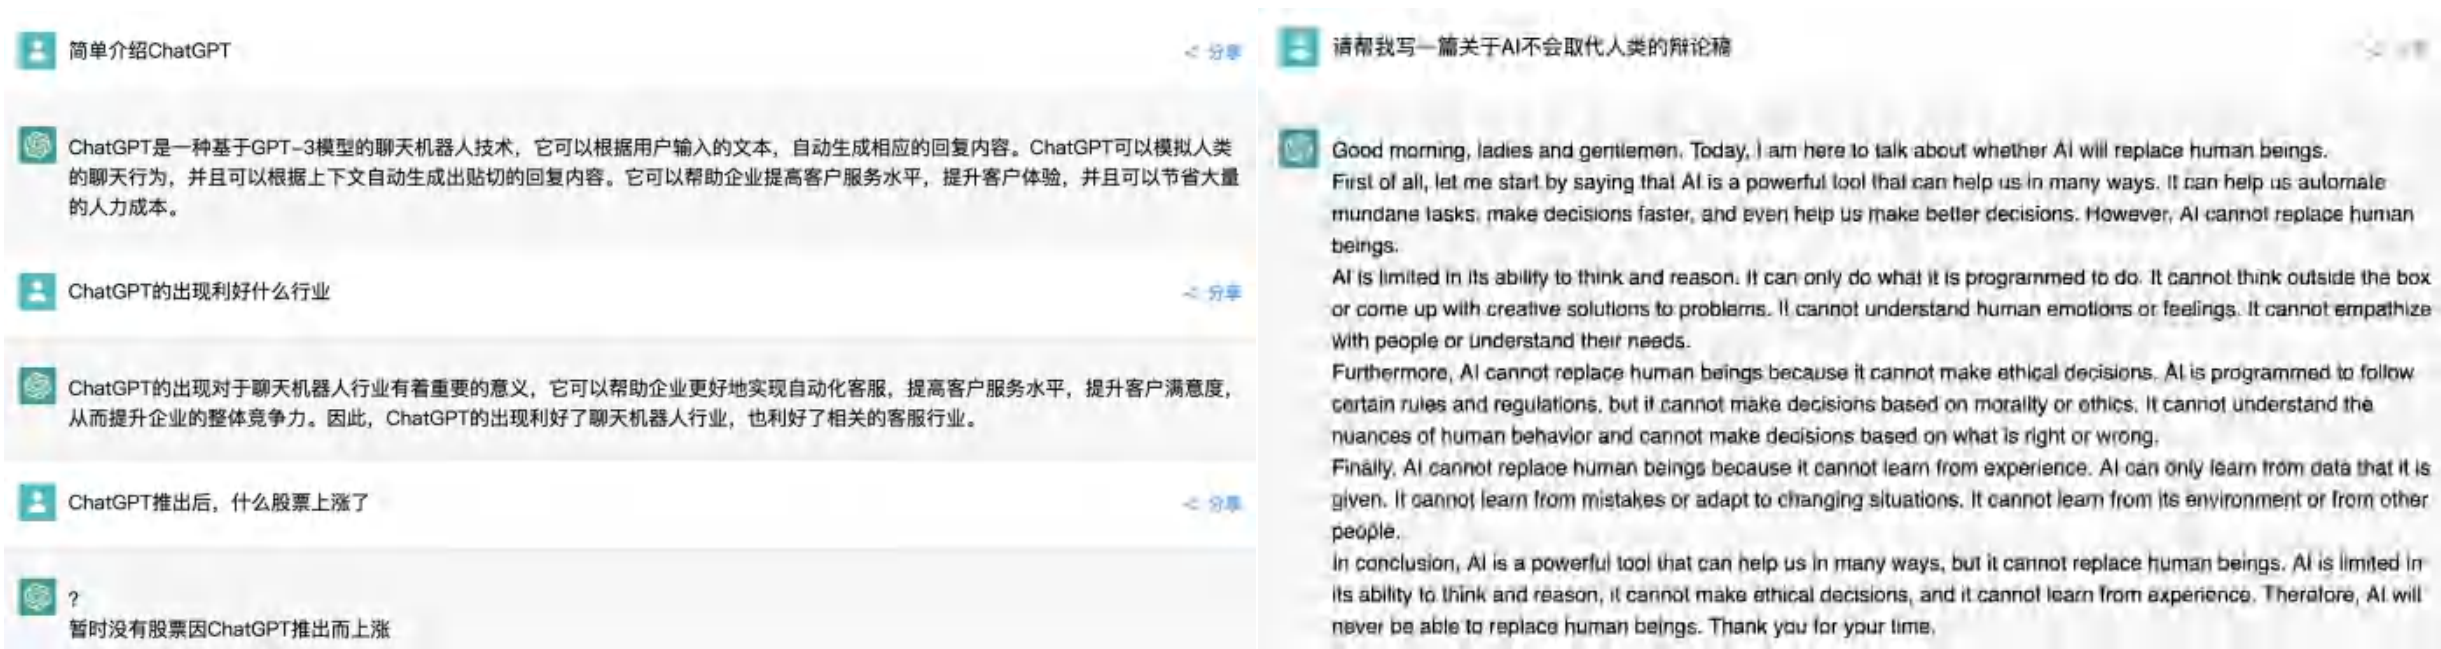 简单介绍ChatGPT
分享
ChatGPT是一种基于GPT-3模型的聊天机器人技术，它可以根据用户输入的文本，自动生成相应的回复内容。ChatGPT可以模拟人类
的聊天行为，并且可以根据上下文自动生成出贴切的回复内容。它可以帮助企业提高客户服务水平，提升客户体验，并且可以节省大量
的人力成本。
ChatGPT的出现利好什么行业
分享
ChatGPT的出现对于聊天机器人行业有着重要的意义，它可以帮助企业更好地实现自动化客服，提高客户服务水平，提升客户满意度，
从而提升企业的整体竞争力。因此，ChatGPT的出现利好了聊天机器人行业，也利好了相关的客服行业。
ChatGPT推出后，什么股票上涨了
分享
?
暂时没有股票因ChatGPT推出而上涨
请帮我写一篇关于AI不会取代人类的辩论稿
分享
Good morning, ladies and gentlemen. Today, I am here to talk about whether AI will replace human beings.
First of all, let me start by saying that AI is a powerful tool that can help us in many ways. It can help us automate
mundane tasks, make decisions faster, and even help us make better decisions. However, AI cannot replace human
beings.
AI is limited in its ability to think and reason. It can only do what it is programmed to do. It cannot think outside the box
or come up with creative solutions to problems. It cannot understand human emotions or feelings. It cannot empathize
with people or understand their needs.
Furthermore, AI cannot replace human beings because it cannot make ethical decisions. AI is programmed to follow
certain rules and regulations, but it cannot make decisions based on morality or ethics. It cannot understand the
nuances of human behavior and cannot make decisions based on what is right or wrong.
Finally, AI cannot replace human beings because it cannot learn from experience. AI can only learn from data that it is
given. It cannot learn from mistakes or adapt to changing situations. It cannot learn from its environment or from other
people.
In conclusion, AI is a powerful tool that can help us in many ways, but it cannot replace human beings. AI is limited in
its ability to think and reason, it cannot make ethical decisions, and it cannot learn from experience. Therefore, AI will
never be able to replace human beings. Thank you for your time.